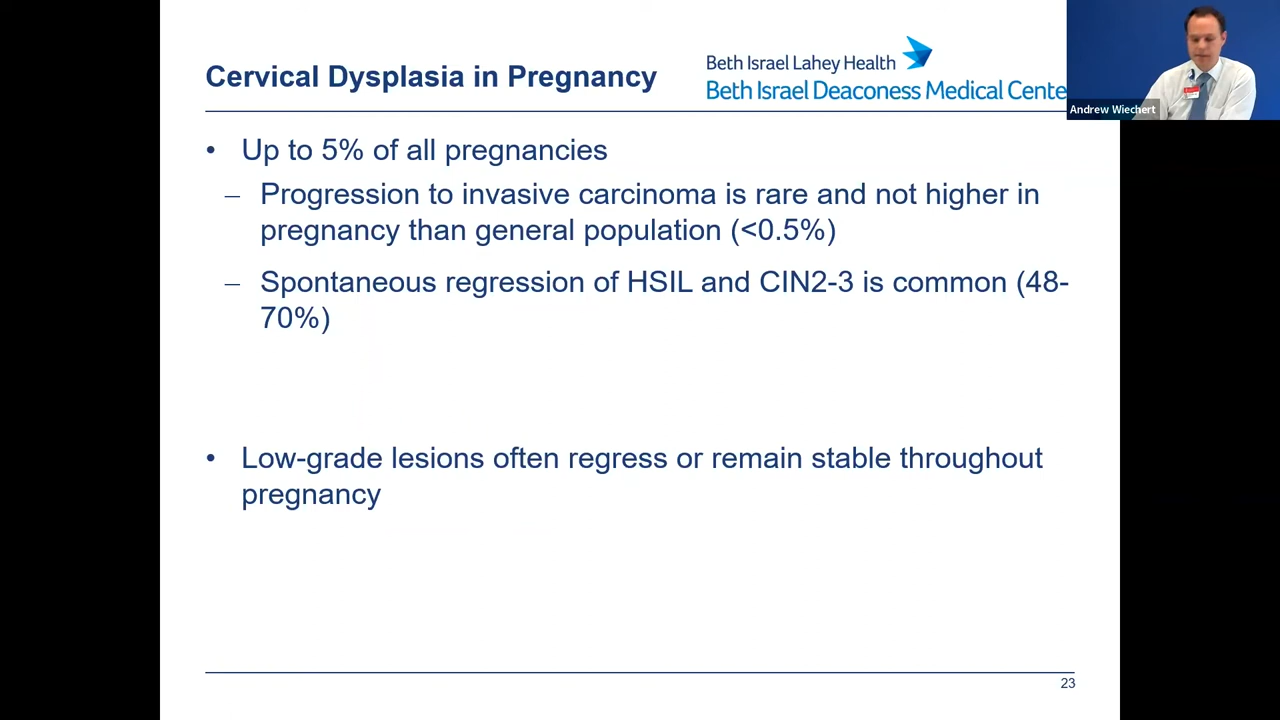 Cervical Dysplasia in Pregnancy
Beth Israel Lahey Health
Beth Israel Deaconess Medical Cente
Andrew Wiechert
• Up to 5% of all pregnancies
– Progression to invasive carcinoma is rare and not higher in
pregnancy than general population (<0.5%)
– Spontaneous regression of HSIL and CIN2-3 is common (48-
70%)
• Low-grade lesions often regress or remain stable throughout
pregnancy
23